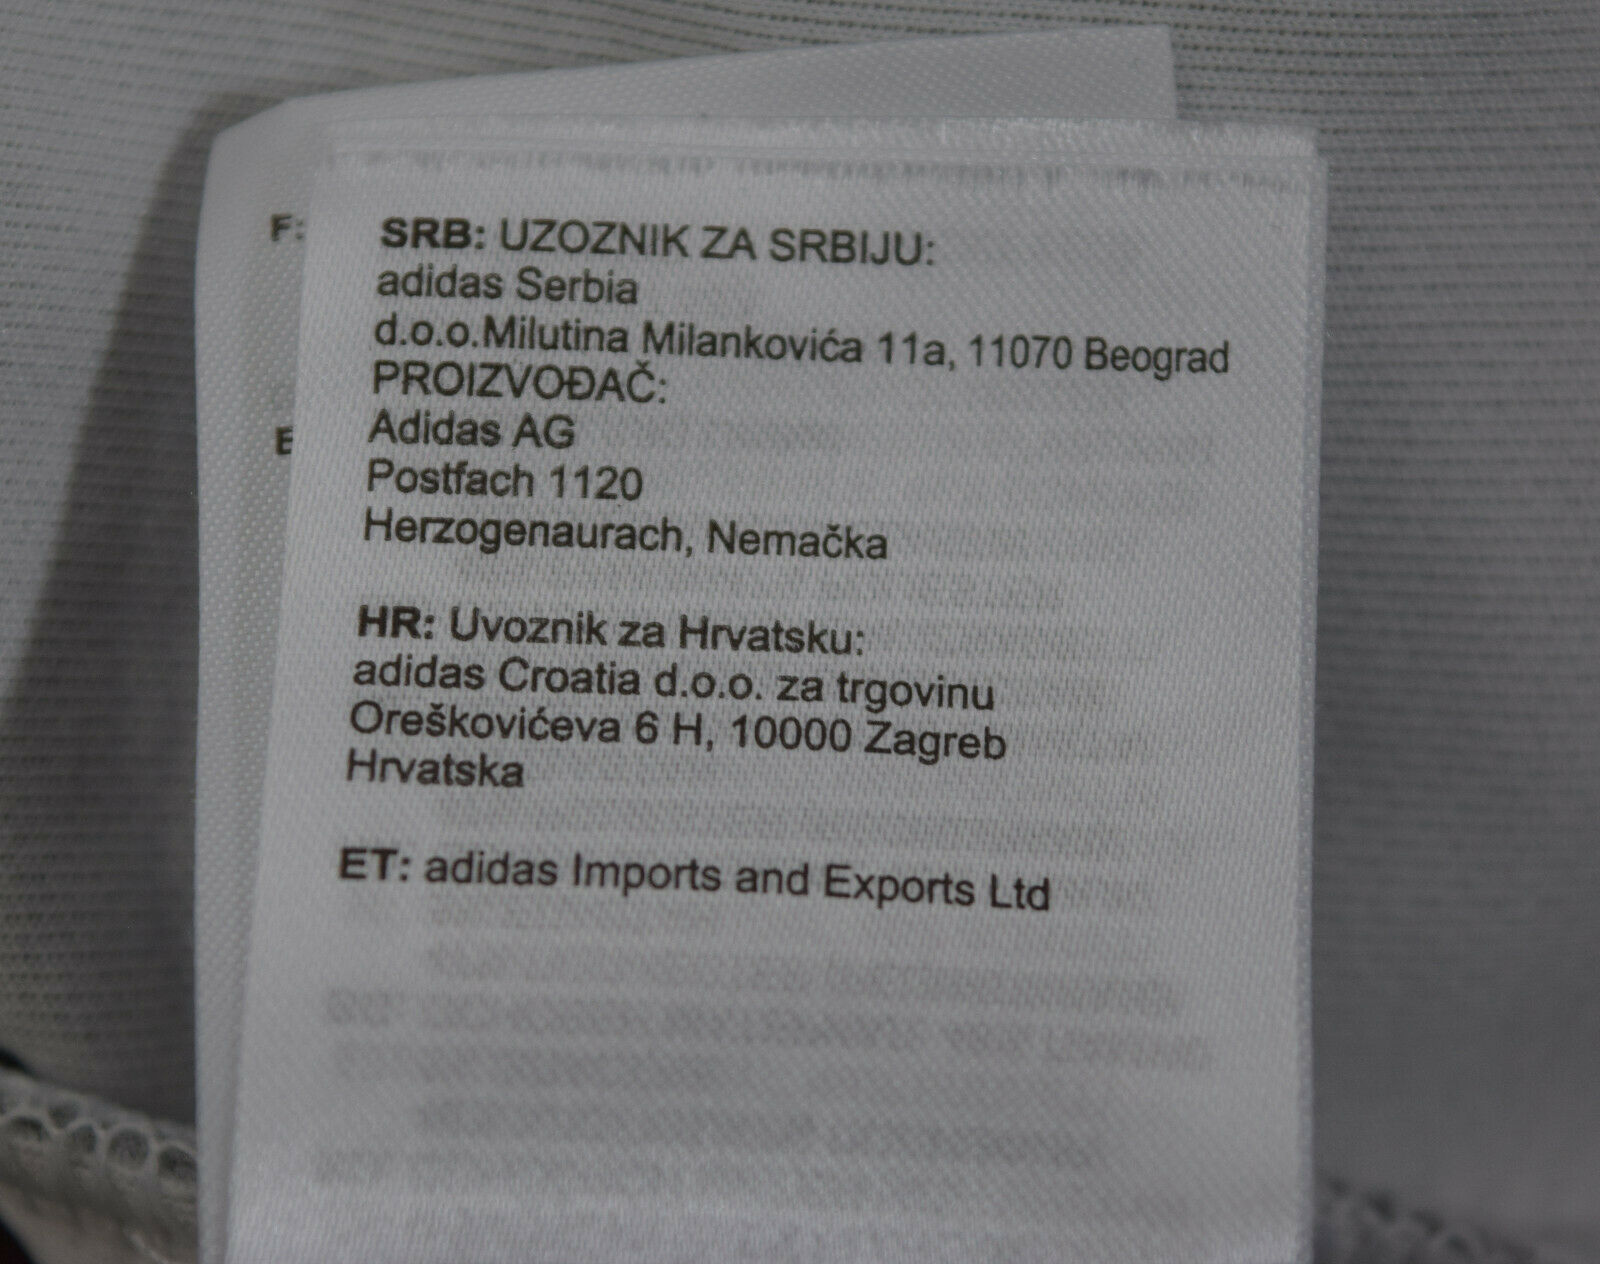 F:
E
SRB: UZOZNIK ZA SRBIJU:
adidas Serbia
d.o.o.Milutina Milankovića 11a, 11070 Beograd
PROIZVOĐAČ:
Adidas AG
Postfach 1120
Herzogenaurach, Nemačka
HR: Uvoznik za Hrvatsku:
adidas Croatia d.o.o. za trgovinu
Oreškovićeva 6 H, 10000 Zagreb
Hrvatska
ET: adidas Imports and Exports Ltd